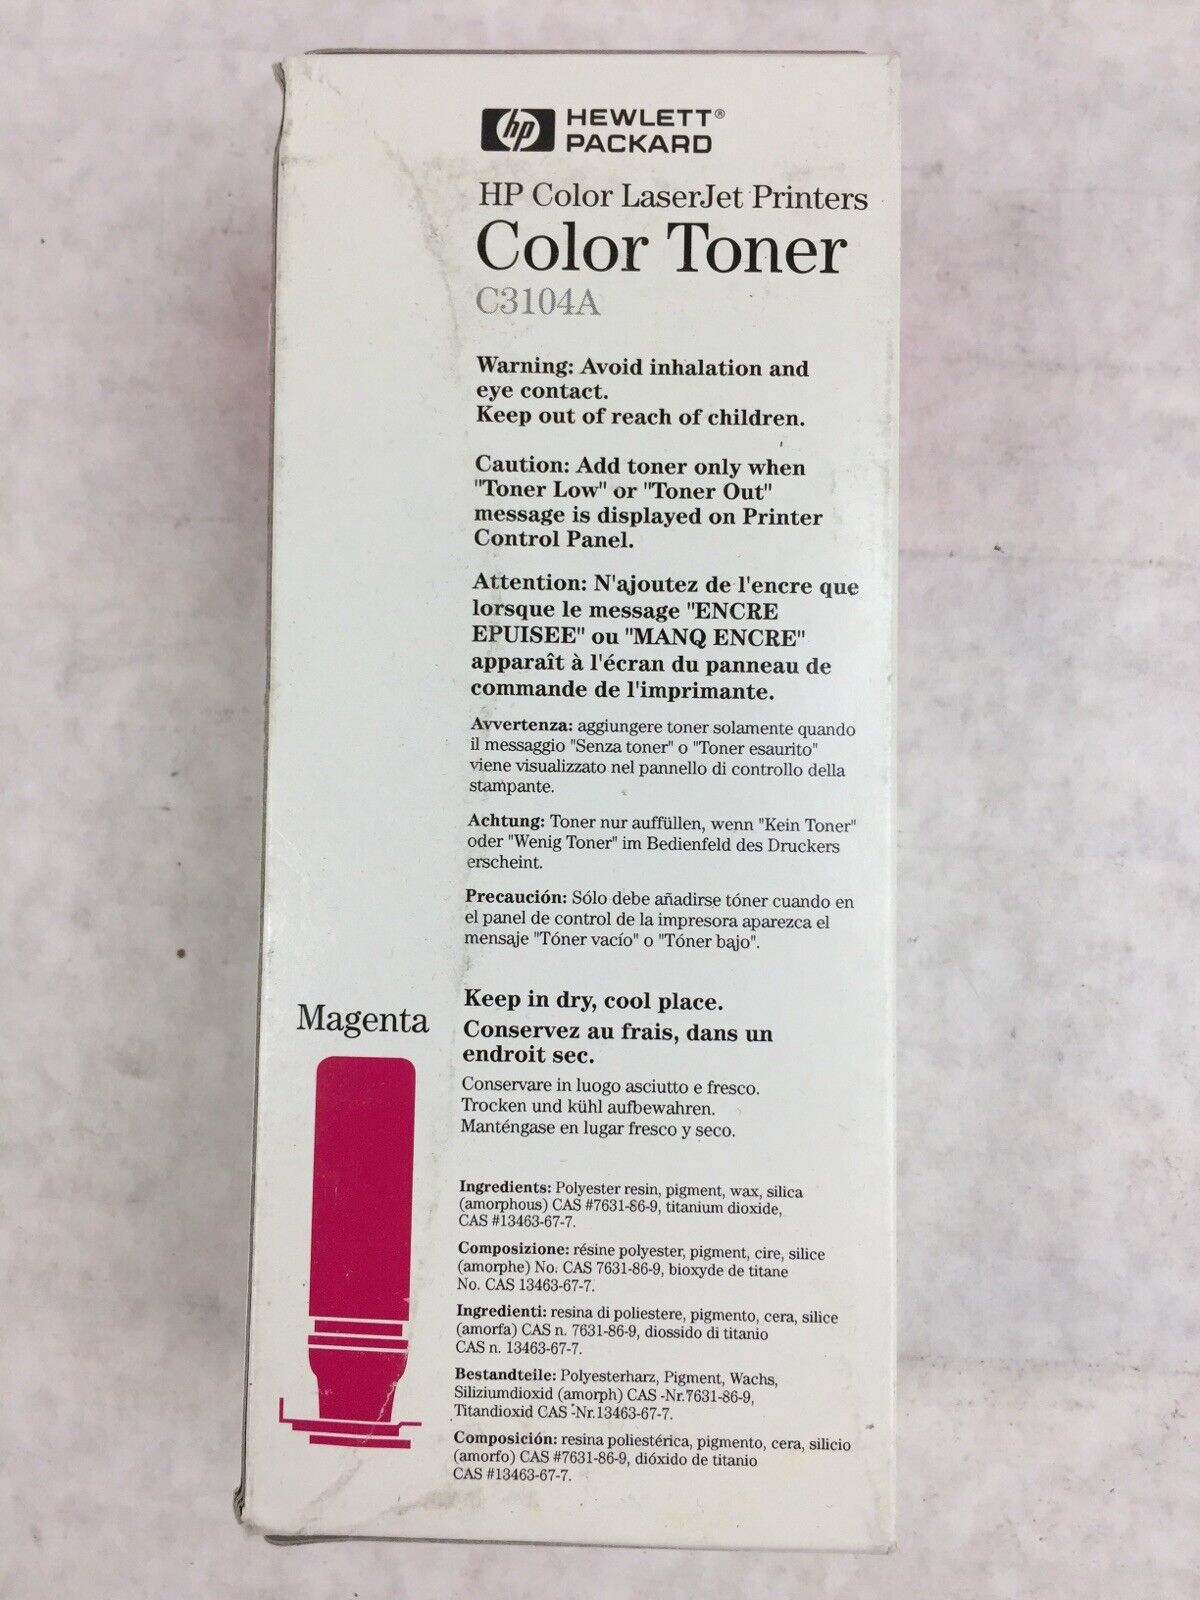 hp HEWLETT®
PACKARD
HP Color LaserJet Printers
Color Toner
C3104A
Warning: Avoid inhalation and
eye contact.
Keep out of reach of children.
Caution: Add toner only when
"Toner Low" or "Toner Out"
message is displayed on Printer
Control Panel.
Attention: N'ajoutez de l'encre que
lorsque le message "ENCRE
EPUISEE" ou "MANQ ENCRE"
apparaît à l'écran du panneau de
commande de l'imprimante.
Avvertenza: aggiungere toner solamente quando
il messaggio "Senza toner" o "Toner esaurito"
viene visualizzato nel pannello di controllo della
stampante.
Achtung: Toner nur auffüllen, wenn "Kein Toner"
oder "Wenig Toner" im Bedienfeld des Druckers
erscheint.
Precaución: Sólo debe añadirse tóner cuando en
el panel de control de la impresora aparezca el
mensaje "Tóner vacío" o "Tóner bajo".
Magenta
Keep in dry, cool place.
Conservez au frais, dans un
endroit sec.
Conservare in luogo asciutto e fresco.
Trocken und kühl aufbewahren.
Manténgase en lugar fresco y seco.
Ingredients: Polyester resin, pigment, wax, silica
(amorphous) CAS #7631-86-9, titanium dioxide,
CAS #13463-67-7.
Composizione: résine polyester, pigment, cire, silice
(amorphe) No. CAS 7631-86-9, bioxyde de titane
No. CAS 13463-67-7.
Ingredienti: resina di poliestere, pigmento, cera, silice
(amorfa) CAS n. 7631-86-9, diossido di titanio
CAS n. 13463-67-7.
Bestandteile: Polyesterharz, Pigment, Wachs,
Siliziumdioxid (amorph) CAS -Nr.7631-86-9,
Titandioxid CAS -Nr.13463-67-7.
Composición: resina poliestérica, pigmento, cera, silicio
(amorfo) CAS #7631-86-9, dióxido de titanio
CAS #13463-67-7.